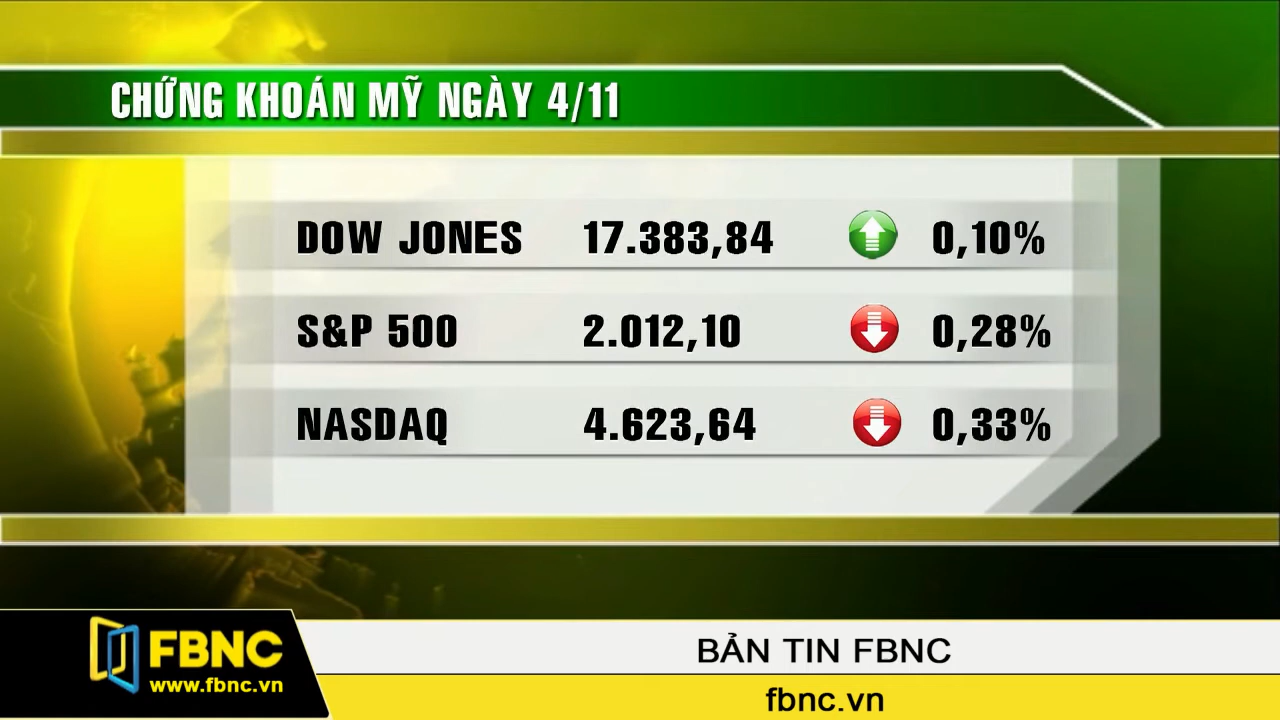 CHỨNG KHOÁN MỸ NGÀY 4/11
DOW JONES 17.383,84 0,10%
S&P 500 2.012,10 0,28%
NASDAQ 4.623,64 0,33%
FBNC
www.fbnc.vn
BẢN TIN FBNC
fbnc.vn